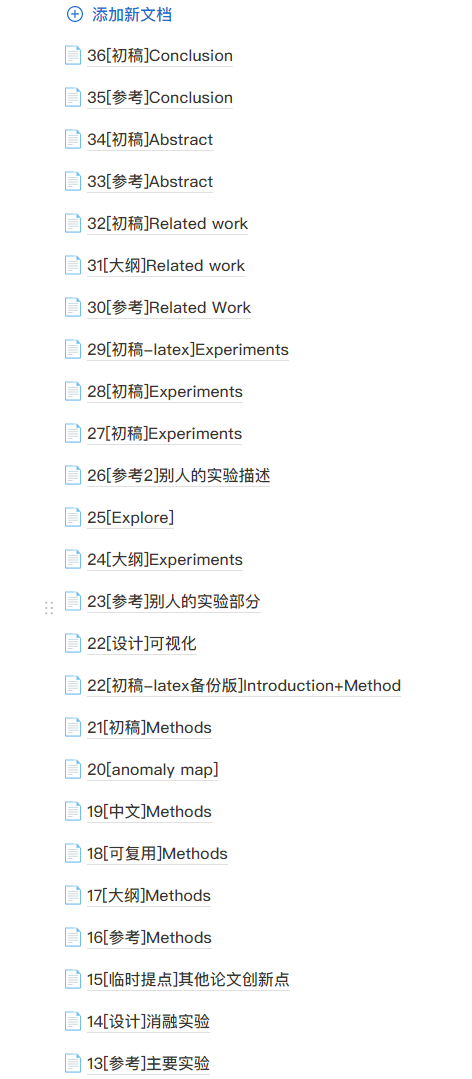 添加新文档
36[初稿]Conclusion
35[参考]Conclusion
34[初稿]Abstract
33[参考]Abstract
32[初稿]Related work
31[大纲]Related work
30[参考]Related Work
29[初稿-latex]Experiments
28[初稿]Experiments
27[初稿]Experiments
26[参考2]别人的实验描述
25[Explore]
24[大纲]Experiments
23[参考]别人的实验部分
22[设计]可视化
22[初稿-latex备份版]Introduction+Method
21[初稿]Methods
20[anomaly map]
19[中文]Methods
18[可复用]Methods
17[大纲]Methods
16[参考]Methods
15[临时提点]其他论文创新点
14[设计]消融实验
13[参考]主要实验